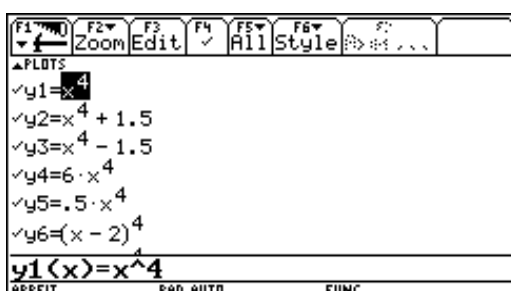 F1 F2 F3 F4 F5 F6
Zoom Edit ✓ All Style
▲PLOTS
✓y1=x⁴
✓y2=x⁴ + 1.5
✓y3=x⁴ - 1.5
✓y4=6·x⁴
✓y5=.5·x⁴
✓y6=(x - 2)⁴
y1(x)=x^4
RAD AUTO FUNC